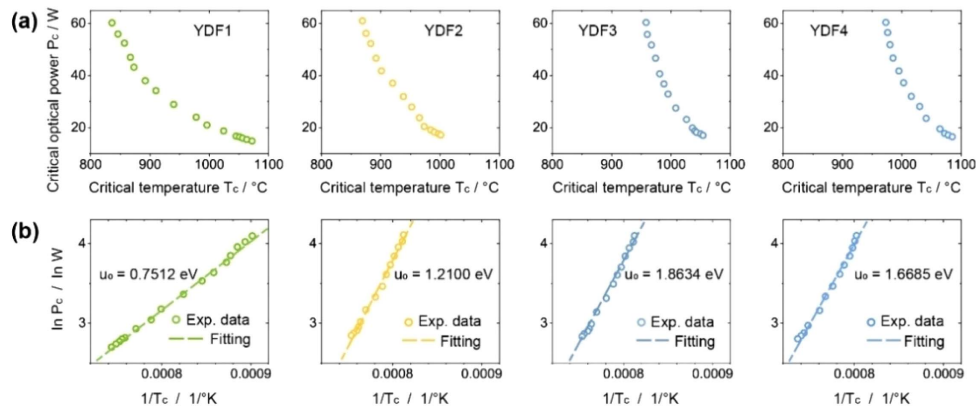 (a)
Critical optical power Pc / W
60
40
20
YDF1
800 900 1000 1100
Critical temperature Tc / °C
60
40
20
YDF2
800 900 1000 1100
Critical temperature Tc / °C
60
40
20
YDF3
800 900 1000 1100
Critical temperature Tc / °C
60
40
20
YDF4
800 900 1000 1100
Critical temperature Tc / °C
(b)
ln Pc / ln W
4
3
u₀ = 0.7512 eV
Exp. data
Fitting
0.0008 0.0009
1/Tc / 1/°K
4
3
u₀ = 1.2100 eV
Exp. data
Fitting
0.0008 0.0009
1/Tc / 1/°K
4
3
u₀ = 1.8634 eV
Exp. data
Fitting
0.0008 0.0009
1/Tc / 1/°K
4
3
u₀ = 1.6685 eV
Exp. data
Fitting
0.0008 0.0009
1/Tc / 1/°K